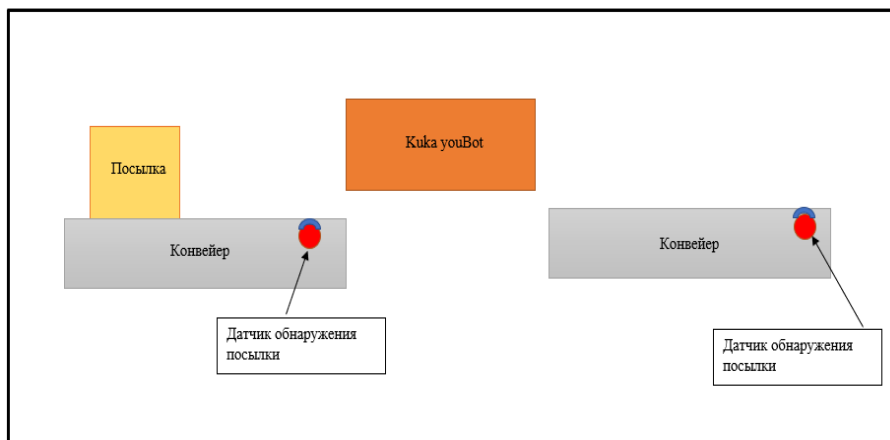 Kuka youBot
Посылка
Конвейер
Конвейер
Датчик обнаружения
посылки
Датчик обнаружения
посылки